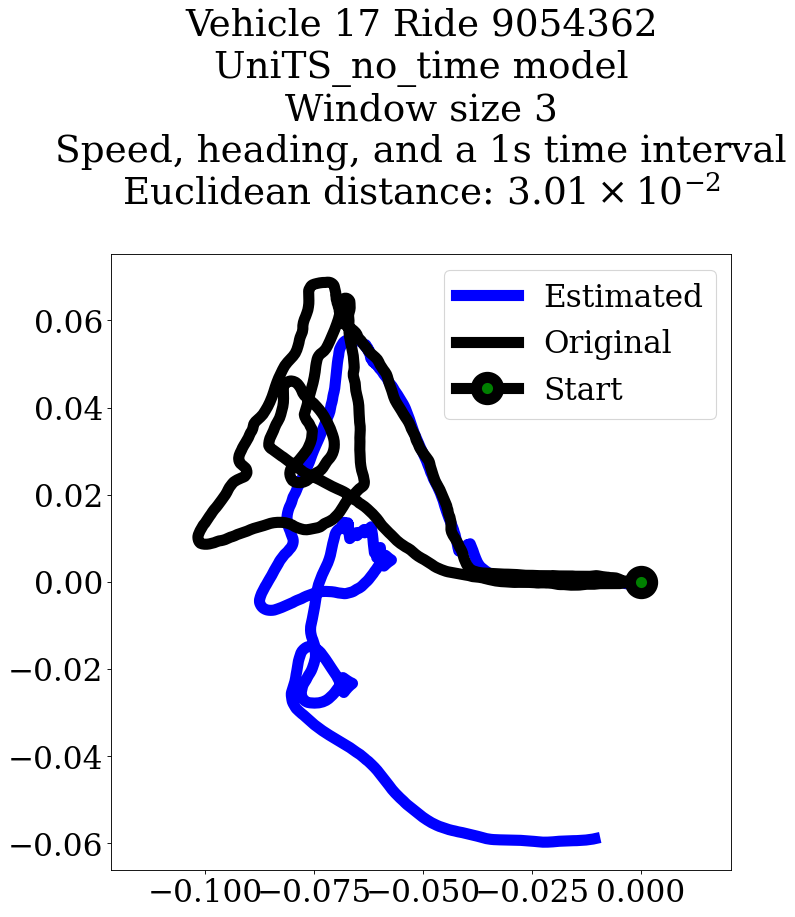 Vehicle 17 Ride 9054362
UniTS_no_time model
Window size 3
Speed, heading, and a 1s time interval
Euclidean distance: 3.01 × 10⁻²
Estimated
Original
Start
0.06
0.04
0.02
0.00
−0.02
−0.04
−0.06
−0.100 −0.075 −0.050 −0.025 0.000